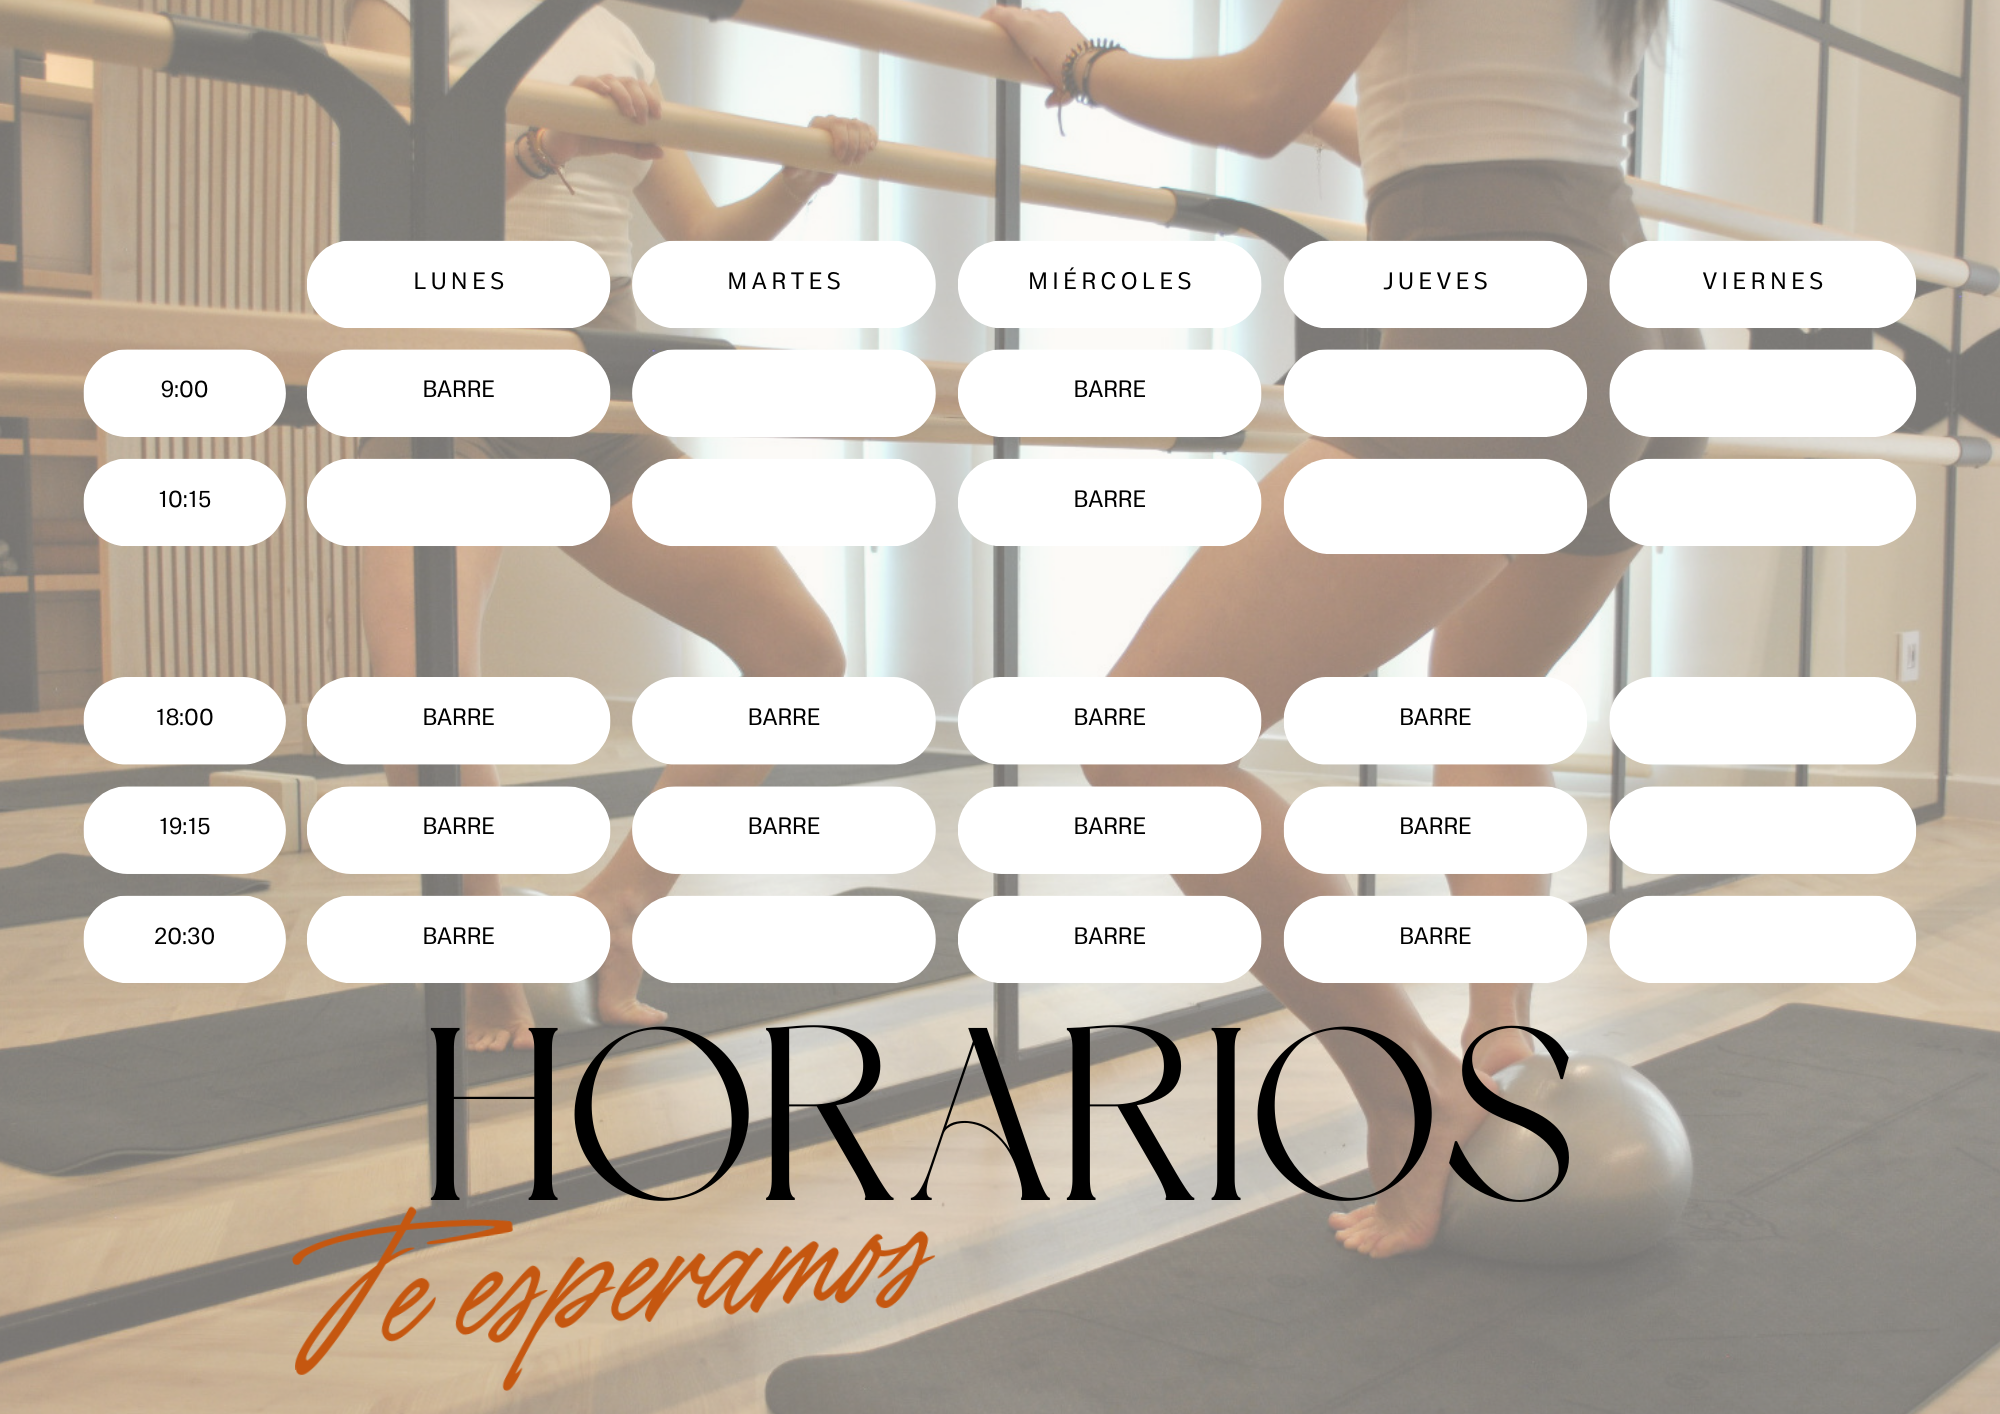 LUNES MARTES MIÉRCOLES JUEVES VIERNES
9:00 BARRE BARRE
10:15 BARRE
18:00 BARRE BARRE BARRE BARRE
19:15 BARRE BARRE BARRE BARRE
20:30 BARRE BARRE BARRE
HORARIOS
Te esperamos